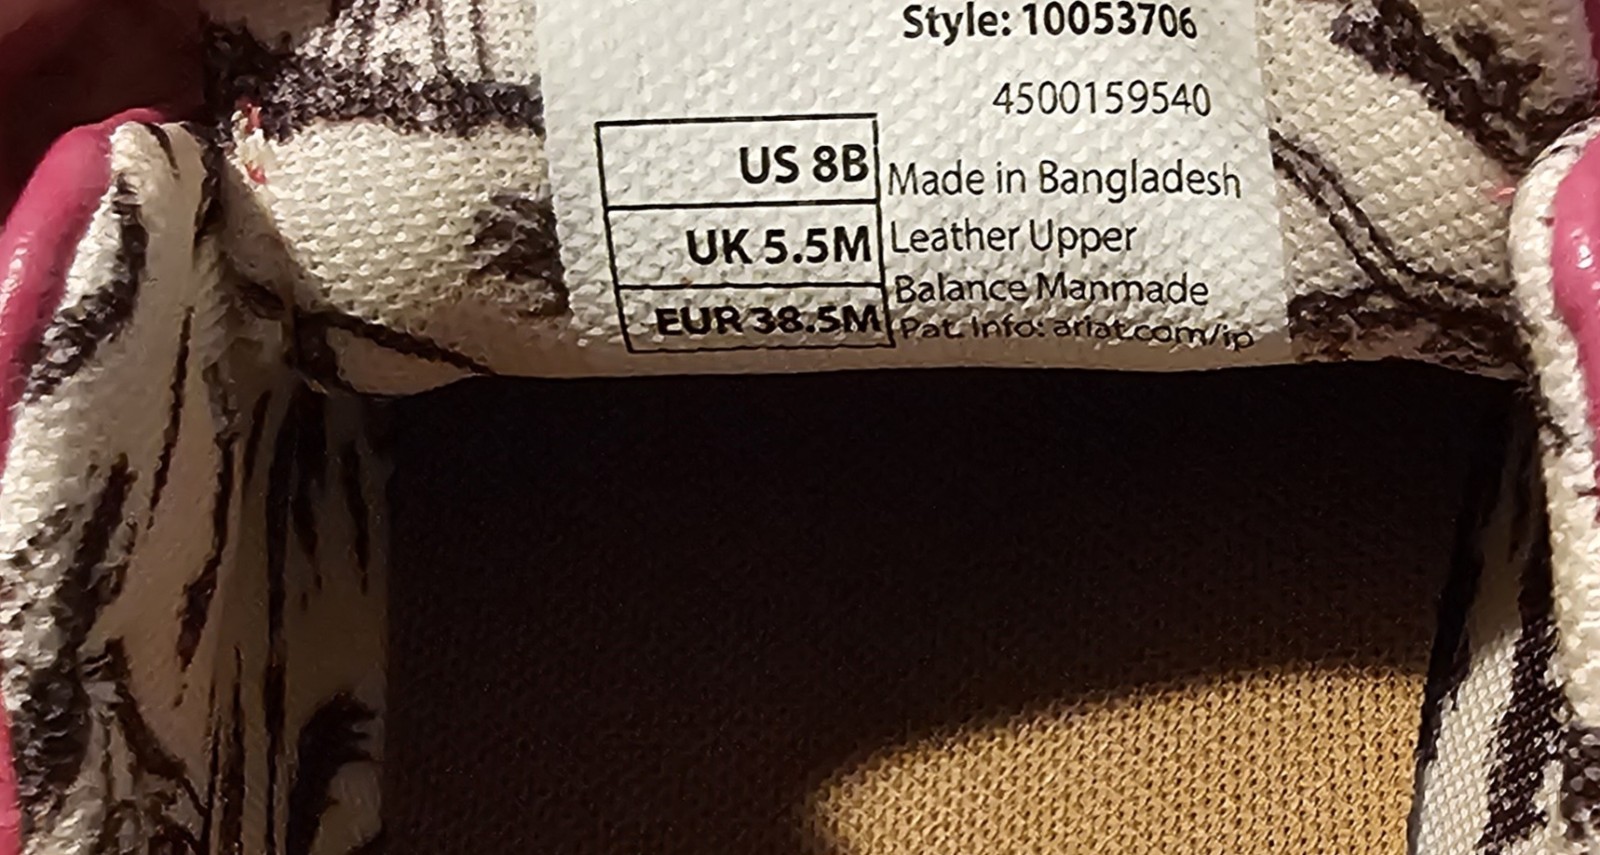 Style: 10053706
4500159540
US 8B
UK 5.5M
EUR 38.5M
Made in Bangladesh
Leather Upper
Balance Manmade
Pat. Info: ariat.com/ip